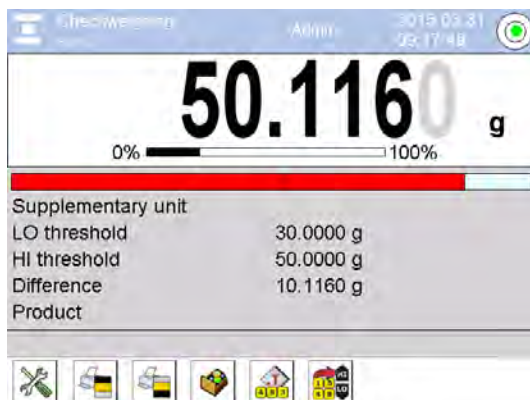 Checkweighing
Admin
2015.03.31
09:17:49
50.1160 g
0% 100%
Supplementary unit
LO threshold 30.0000 g
HI threshold 50.0000 g
Difference 10.1160 g
Product